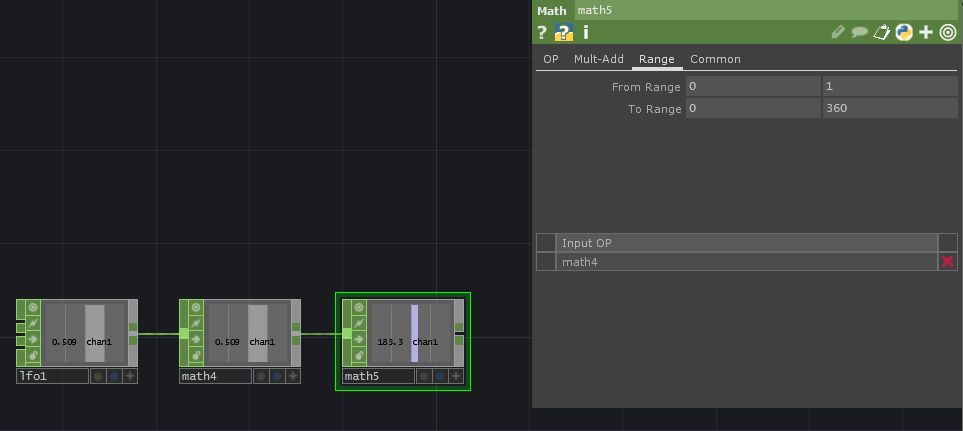 Math math5
? ? i
OP Mult-Add Range Common
From Range 0 1
To Range 0 360
Input OP
math4
0.509 chan1
0.509 chan1
183.3 chan1
lfo1
math4
math5